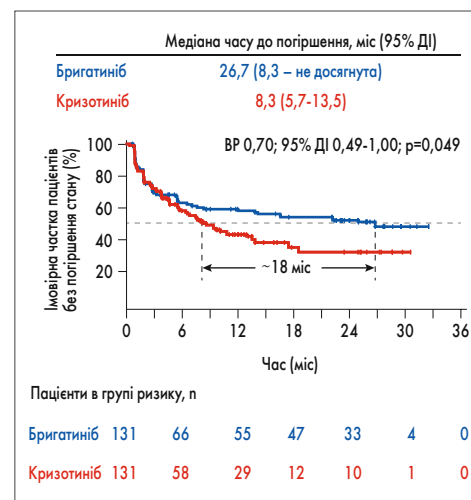 Медіана часу до погіршення, міс (95% ДІ)
Бригатиніб 26,7 (8,3 – не досягнута)
Кризотиніб 8,3 (5,7-13,5)
ВР 0,70; 95% ДІ 0,49-1,00; р=0,049
Імовірна частка пацієнтів
без погіршення стану (%)
100
80
60
40
20
~18 міс
0 6 12 18 24 30 36
Час (міс)
Пацієнти в групі ризику, n
Бригатиніб 131 66 55 47 33 4 0
Кризотиніб 131 58 29 12 10 1 0